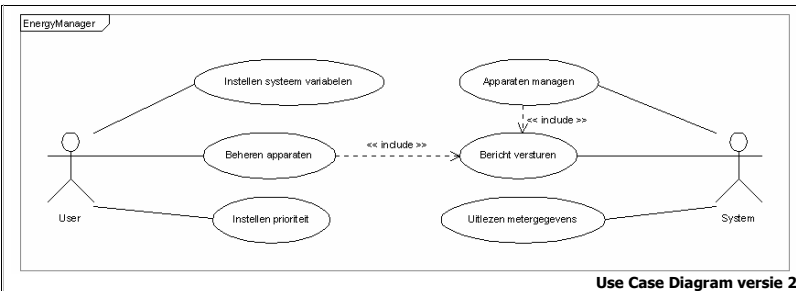 EnergyManager
Instellen systeem variabelen
Apparaten managen
<< include >>
Beheren apparaten
<< include >>
Bericht versturen
User
Instellen prioriteit
Uitlezen metergegevens
System
Use Case Diagram versie 2